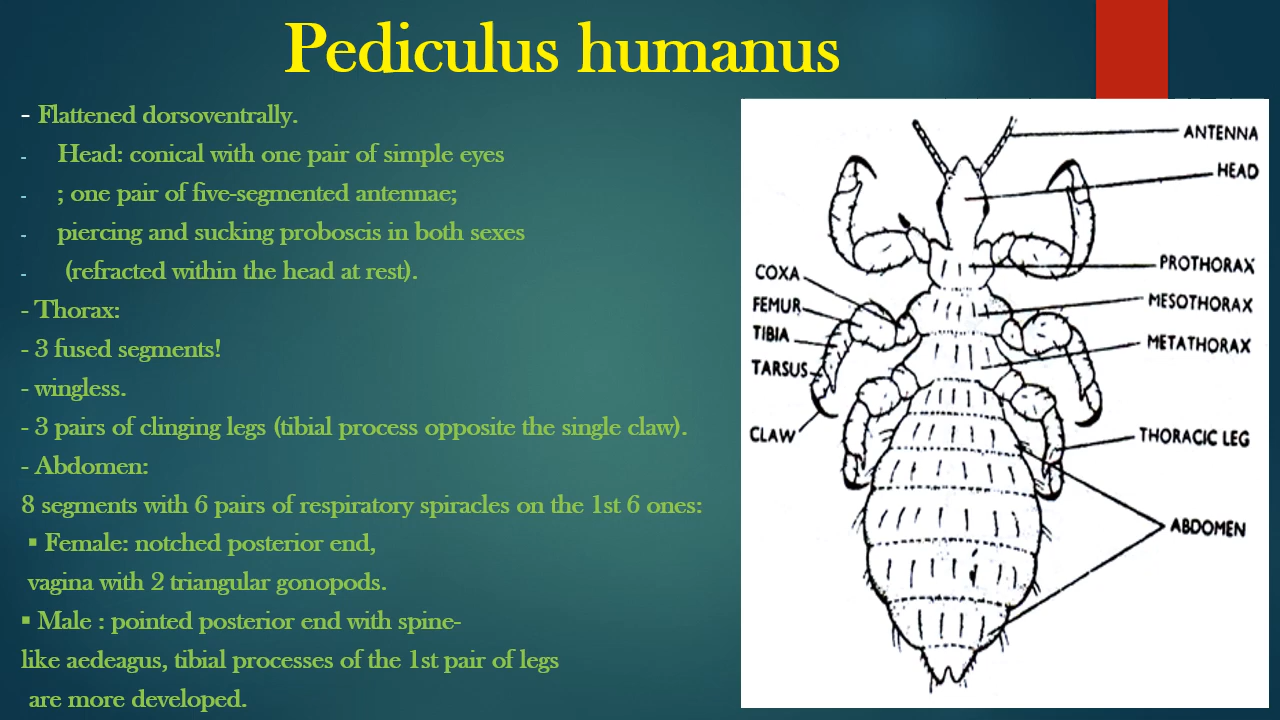 Pediculus humanus
- Flattened dorsoventrally.
- Head: conical with one pair of simple eyes
- ; one pair of five-segmented antennae;
- piercing and sucking proboscis in both sexes
- (refracted within the head at rest).
- Thorax:
- 3 fused segments!
- wingless.
- 3 pairs of clinging legs (tibial process opposite the single claw).
- Abdomen:
8 segments with 6 pairs of respiratory spiracles on the 1st 6 ones:
▪ Female: notched posterior end,
vagina with 2 triangular gonopods.
▪ Male : pointed posterior end with spine-
like aedeagus, tibial processes of the 1st pair of legs
are more developed.
ANTENNA
HEAD
PROTHORAX
MESOTHORAX
METATHORAX
THORACIC LEG
ABDOMEN
COXA
FEMUR
TIBIA
TARSUS
CLAW